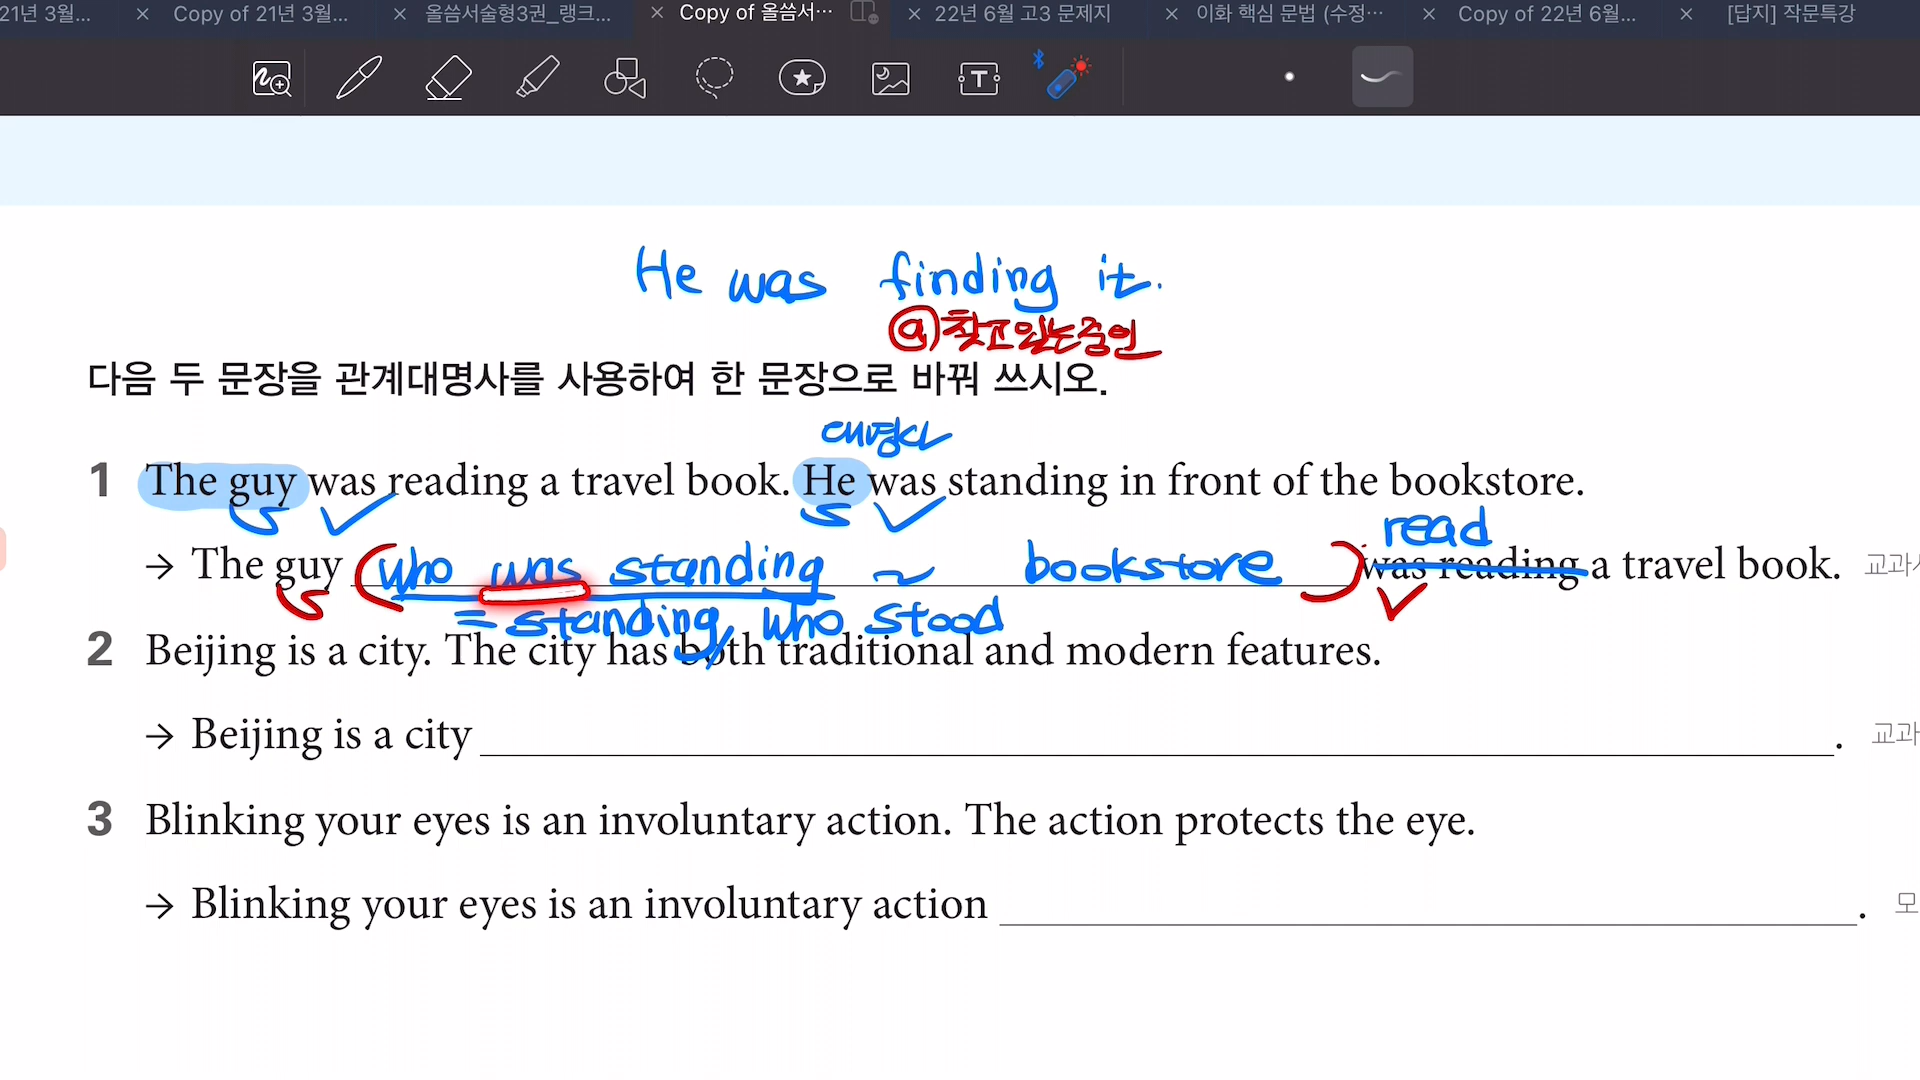 21년 3월...
× Copy of 21년 3월... × 올씀서술형3권_랭크... × Copy of 올씀서... × 22년 6월 고3 문제지 × 이화 핵심 문법 (수정... × Copy of 22년 6월... × [답지] 작문특강
He was finding it.
ⓐ) 찾고 있는 중인
다음 두 문장을 관계대명사를 사용하여 한 문장으로 바꿔 쓰시오.
대명사
1 The guy was reading a travel book. He was standing in front of the bookstore.
read
→ The guy (who was standing ~ bookstore) was reading a travel book. 교과
= standing, who stood
2 Beijing is a city. The city has both traditional and modern features.
→ Beijing is a city ____. 교과
3 Blinking your eyes is an involuntary action. The action protects the eye.
→ Blinking your eyes is an involuntary action ____. 모